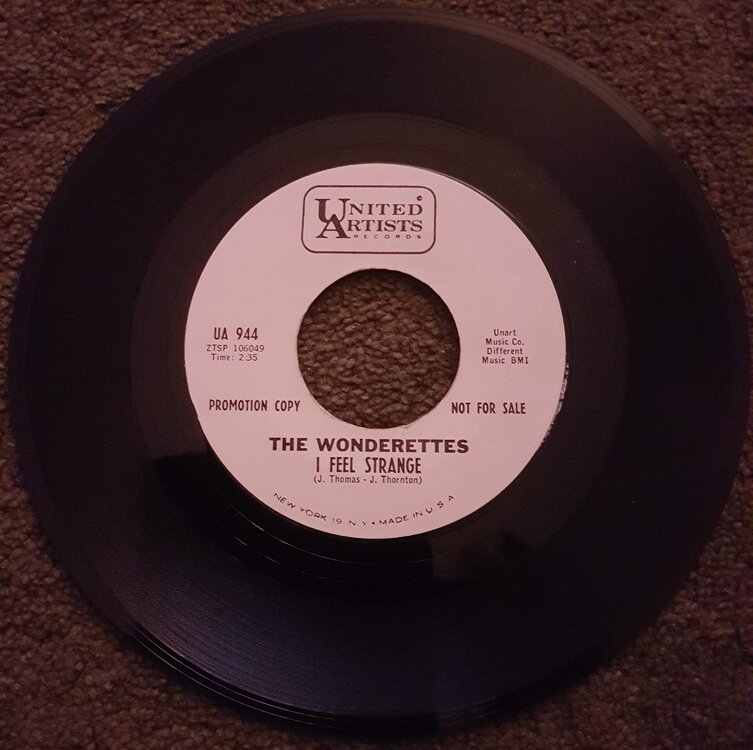 UNITED
ARTISTS
RECORDS
UA 944
ZTSP 106049
Time: 2:35
Unart
Music Co.
Different
Music BMI
PROMOTION COPY
NOT FOR SALE
THE WONDERETTES
I FEEL STRANGE
(J. Thomas - J. Thornton)
NEW YORK 19 N Y • MADE IN U S A